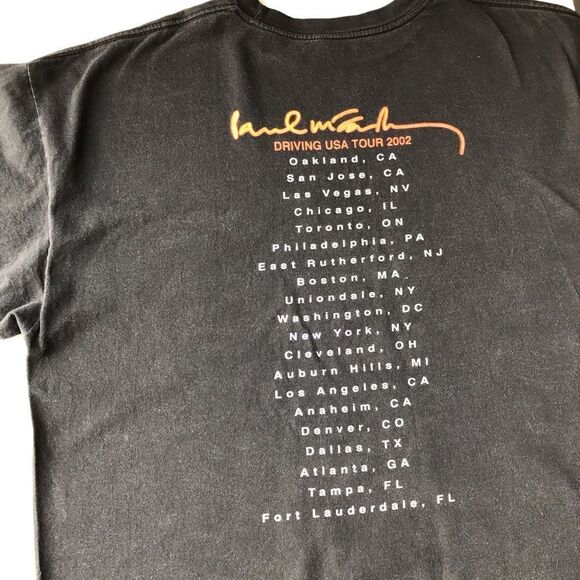 Paul McCartney
DRIVING USA TOUR 2002
Oakland, CA
San Jose, CA
Las Vegas, NV
Chicago, IL
Toronto, ON
Philadelphia, PA
East Rutherford, NJ
Boston, MA
Uniondale, NY
Washington, DC
New York, NY
Cleveland, OH
Auburn Hills, MI
Los Angeles, CA
Anaheim, CA
Denver, CO
Dallas, TX
Atlanta, GA
Tampa, FL
Fort Lauderdale, FL